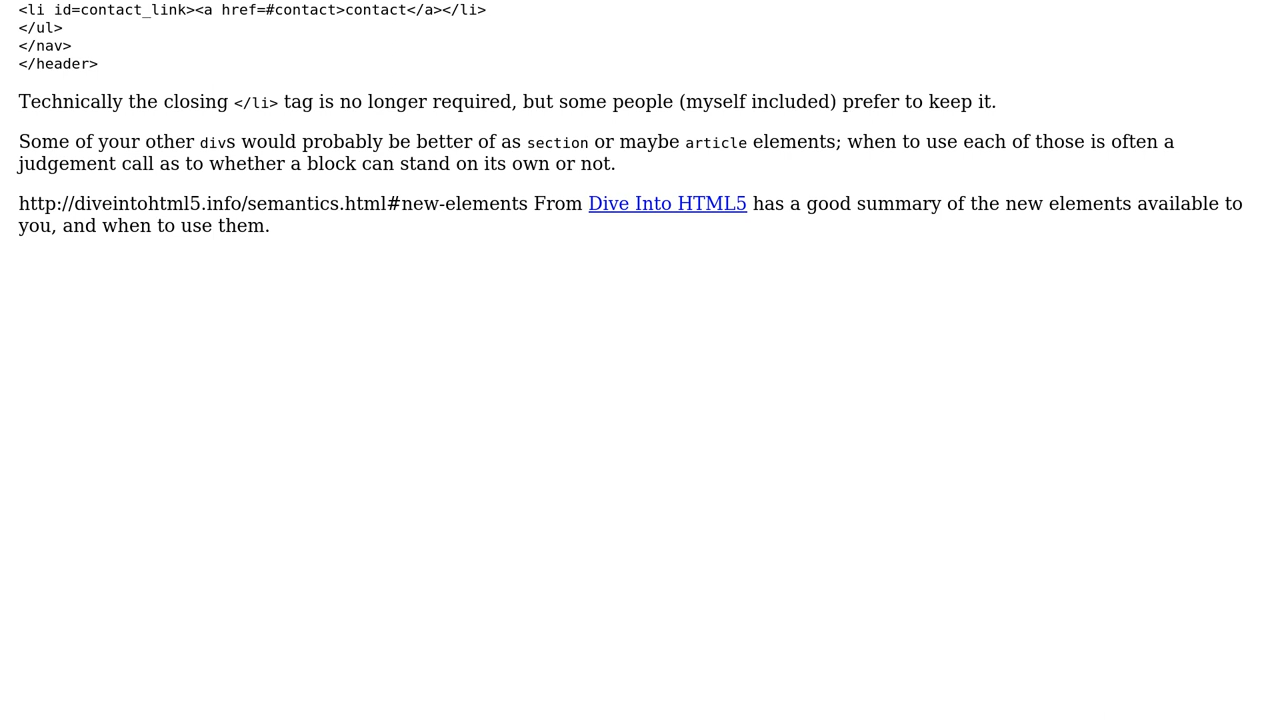 <li id=contact_link><a href=#contact>contact</a></li>
</ul>
</nav>
</header>
Technically the closing </li> tag is no longer required, but some people (myself included) prefer to keep it.
Some of your other divs would probably be better of as section or maybe article elements; when to use each of those is often a
judgement call as to whether a block can stand on its own or not.
http://diveintohtml5.info/semantics.html#new-elements From Dive Into HTML5 has a good summary of the new elements available to
you, and when to use them.